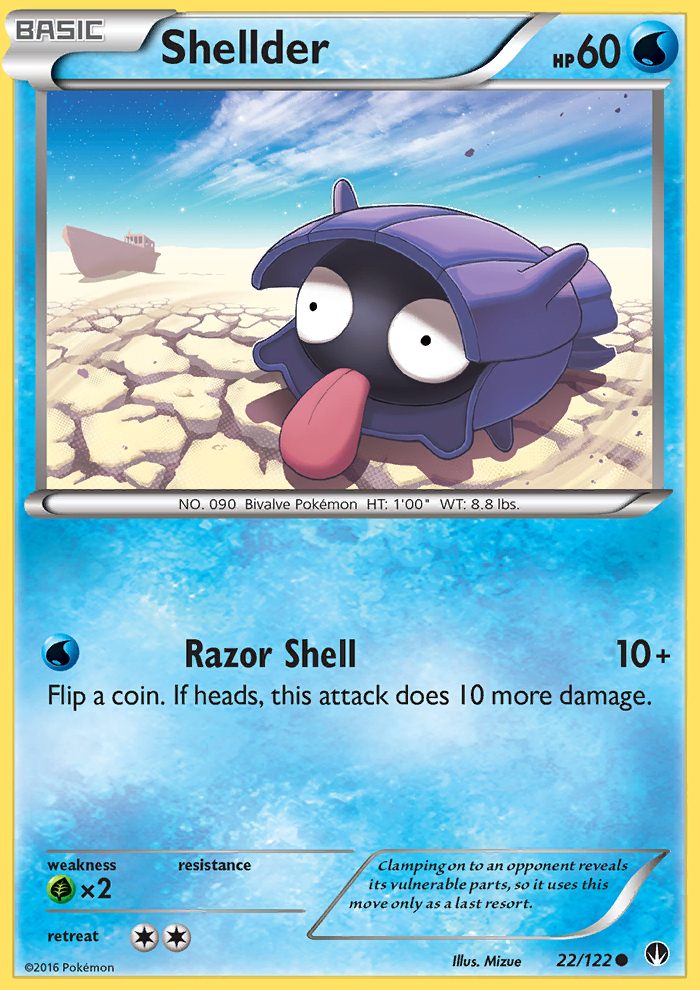 BASIC
Shellder
HP60
NO. 090 Bivalve Pokémon HT: 1'00" WT: 8.8 lbs.
Razor Shell 10+
Flip a coin. If heads, this attack does 10 more damage.
weakness resistance
×2
Clamping on to an opponent reveals
its vulnerable parts, so it uses this
move only as a last resort.
retreat
Illus. Mizue 22/122
©2016 Pokémon